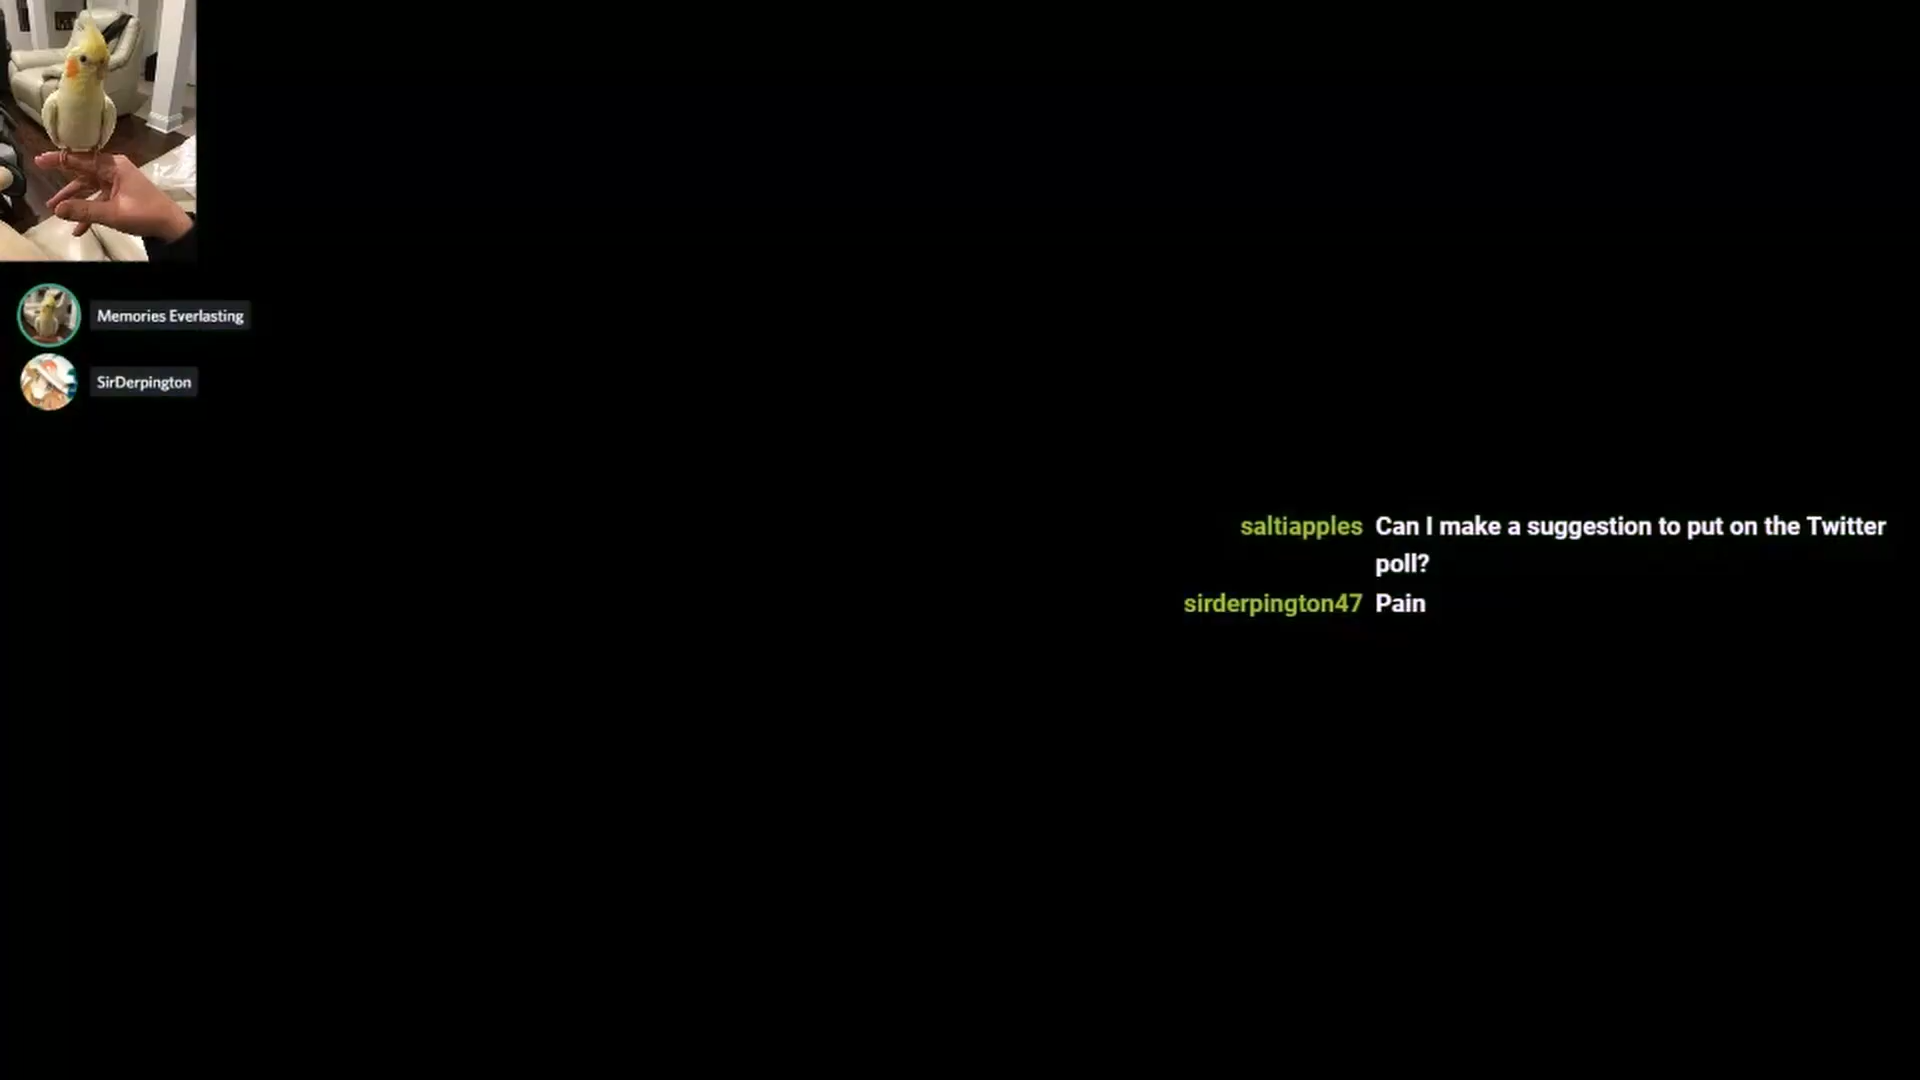 Memories Everlasting
SirDerpington
saltiapples Can I make a suggestion to put on the Twitter
poll?
sirderpington47 Pain